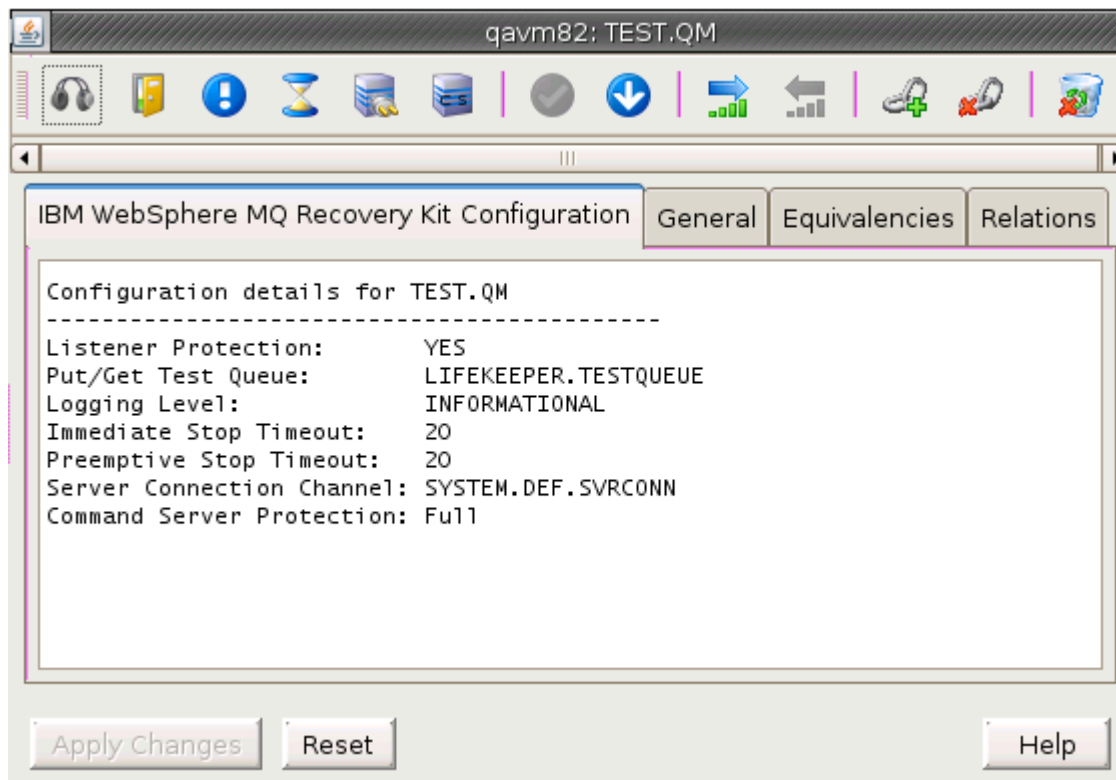 qavm82: TEST.QM
CS
IBM WebSphere MQ Recovery Kit Configuration General Equivalencies Relations
Configuration details for TEST.QM
--------------------------------------------
Listener Protection: YES
Put/Get Test Queue: LIFEKEEPER.TESTQUEUE
Logging Level: INFORMATIONAL
Immediate Stop Timeout: 20
Preemptive Stop Timeout: 20
Server Connection Channel: SYSTEM.DEF.SVRCONN
Command Server Protection: Full
Apply Changes Reset Help